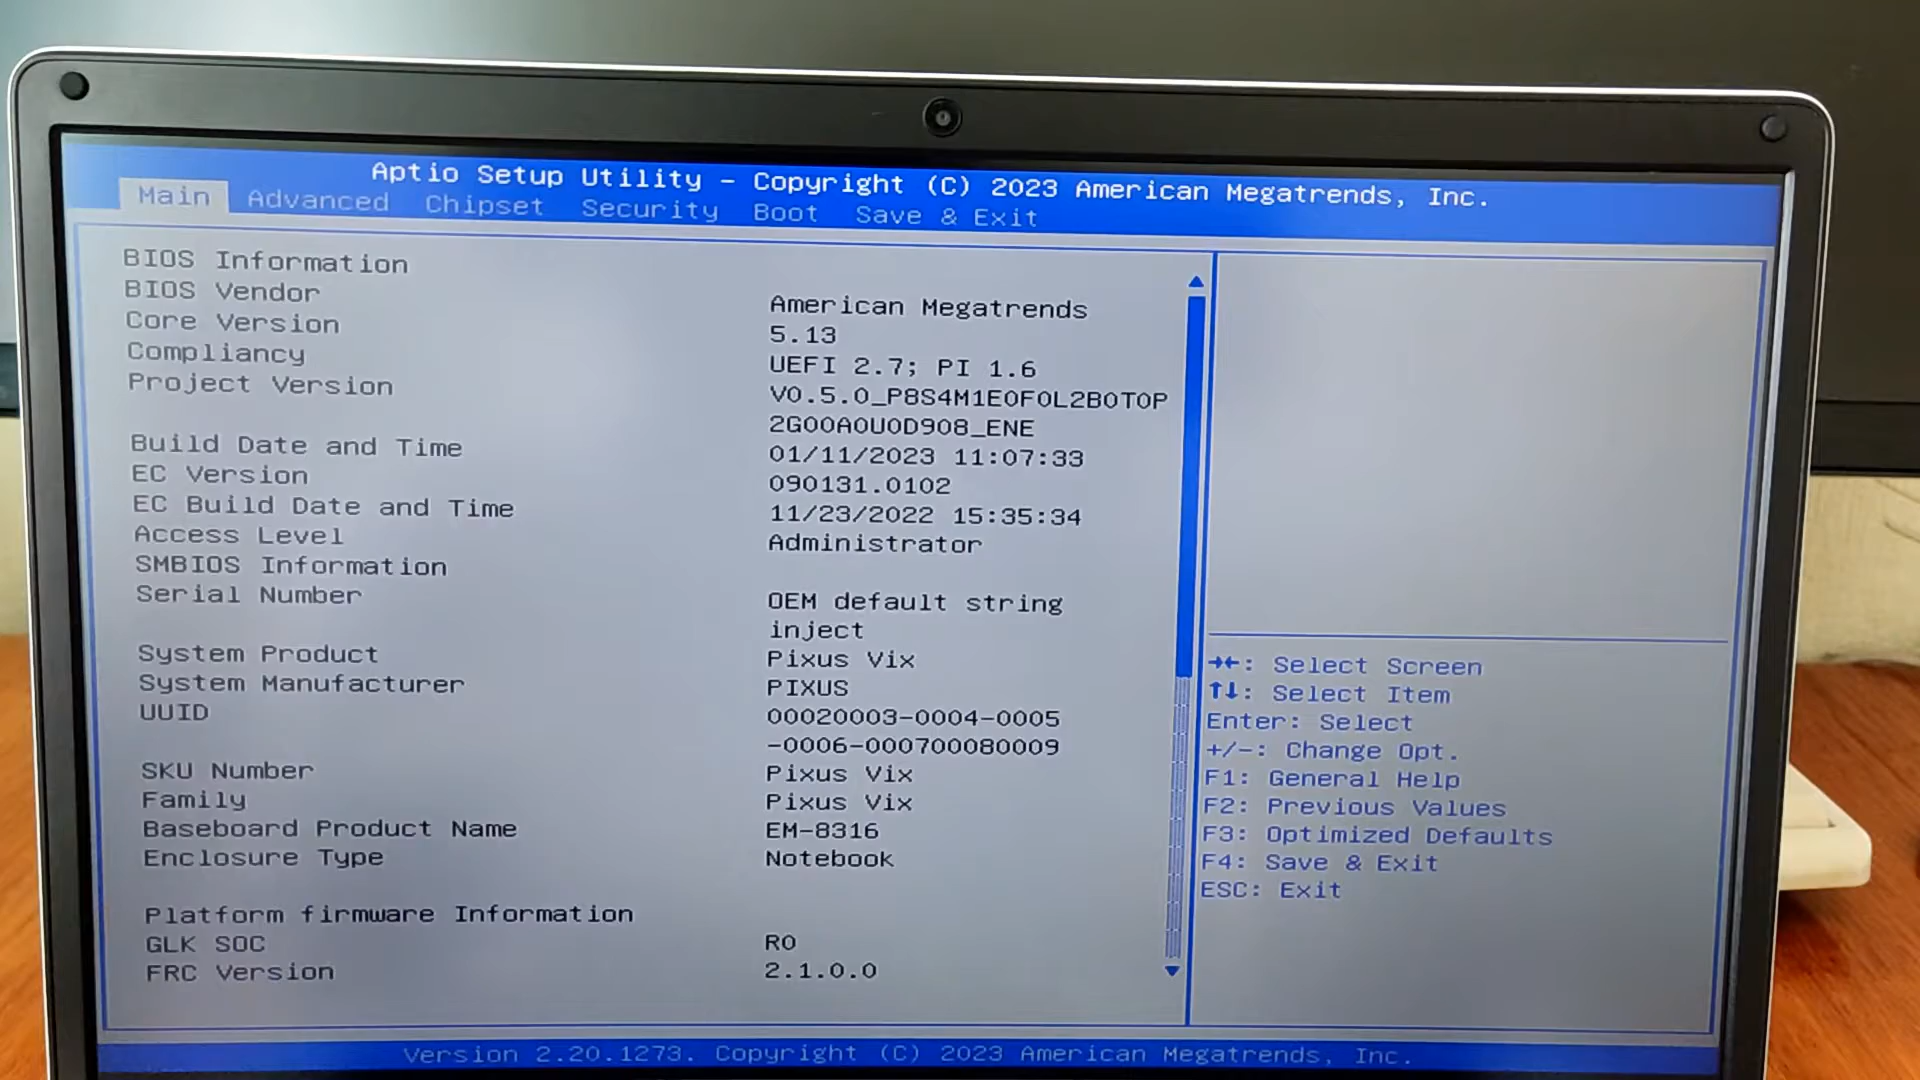 Aptio Setup Utility – Copyright (C) 2023 American Megatrends, Inc.
Main Advanced Chipset Security Boot Save & Exit
BIOS Information
BIOS Vendor American Megatrends
Core Version 5.13
Compliancy UEFI 2.7; PI 1.6
Project Version V0.5.0_P8S4M1E0F0L2B0T0P
2G00A0U0D908_ENE
Build Date and Time 01/11/2023 11:07:33
EC Version 090131.0102
EC Build Date and Time 11/23/2022 15:35:34
Access Level Administrator
SMBIOS Information
Serial Number OEM default string
inject
System Product Pixus Vix
System Manufacturer PIXUS
UUID 00020003-0004-0005
-0006-000700080009
SKU Number Pixus Vix
Family Pixus Vix
Baseboard Product Name EM-8316
Enclosure Type Notebook
Platform firmware Information
GLK SOC R0
FRC Version 2.1.0.0
→←: Select Screen
↑↓: Select Item
Enter: Select
+/-: Change Opt.
F1: General Help
F2: Previous Values
F3: Optimized Defaults
F4: Save & Exit
ESC: Exit
Version 2.20.1273. Copyright (C) 2023 American Megatrends, Inc.